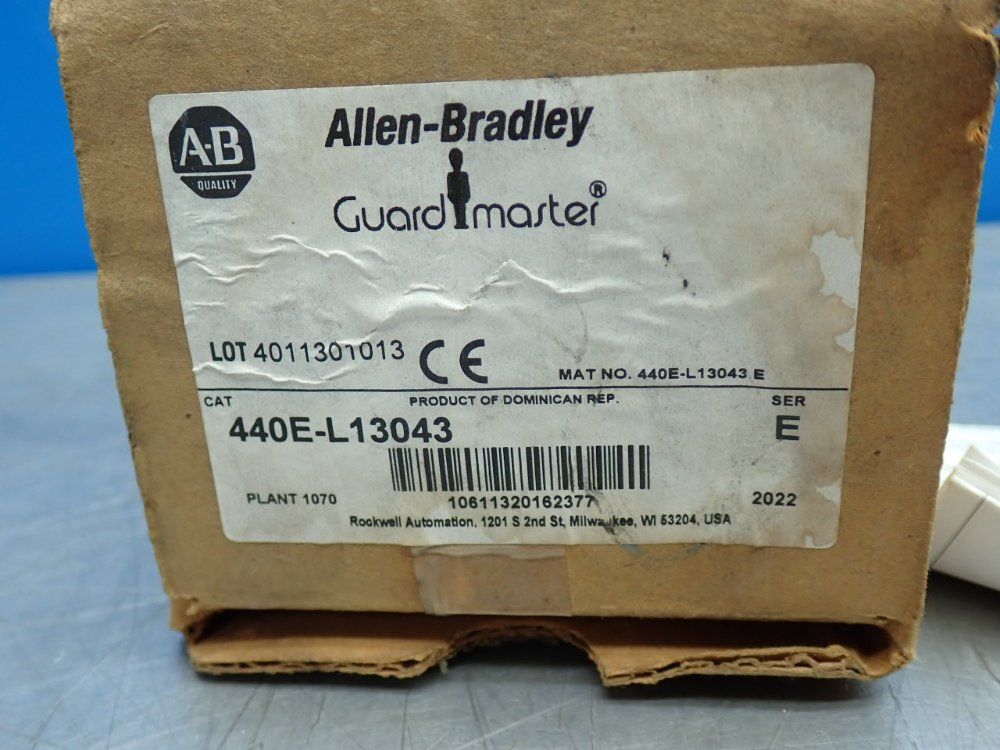 A-B
QUALITY
Allen-Bradley
Guardmaster®
LOT 4011301013
CE
MAT NO. 440E-L13043 E
CAT
PRODUCT OF DOMINICAN REP.
SER
440E-L13043
E
PLANT 1070
10611320162377
2022
Rockwell Automation. 1201 S 2nd St, Milwaukee, WI 53204, USA